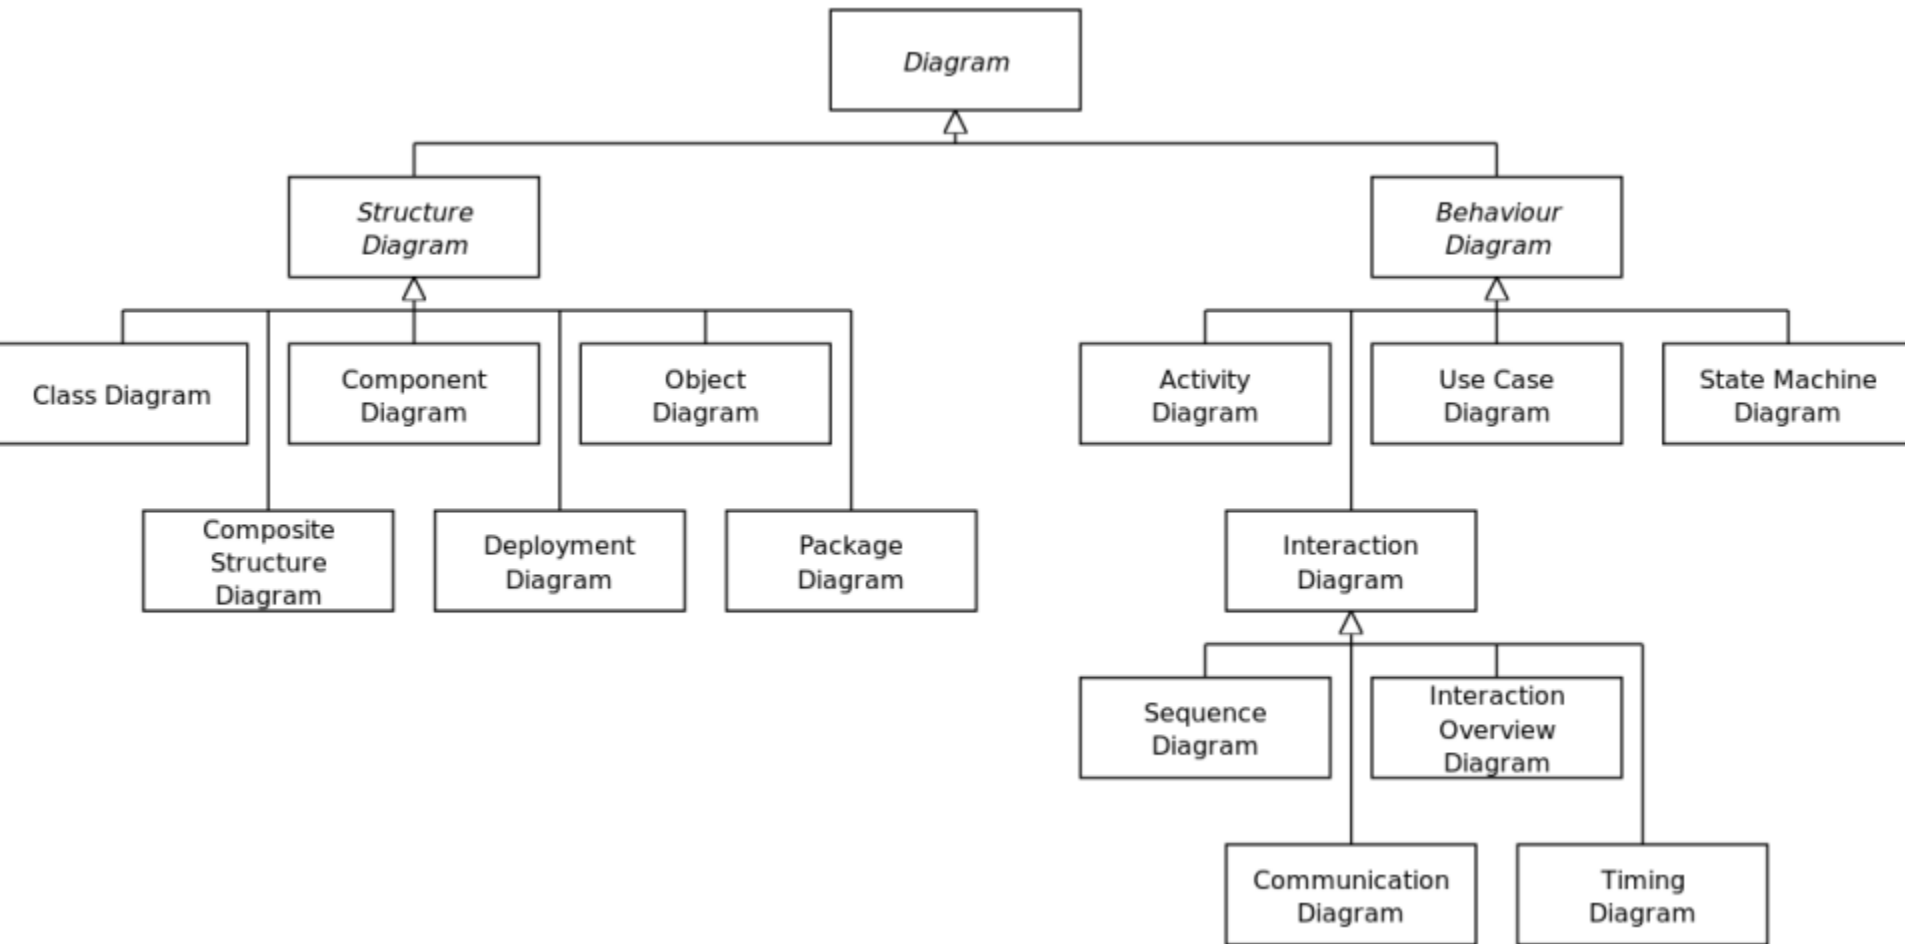 Diagram
Structure
Diagram
Behaviour
Diagram
Class Diagram
Component
Diagram
Object
Diagram
Activity
Diagram
Use Case
Diagram
State Machine
Diagram
Composite
Structure
Diagram
Deployment
Diagram
Package
Diagram
Interaction
Diagram
Sequence
Diagram
Interaction
Overview
Diagram
Communication
Diagram
Timing
Diagram